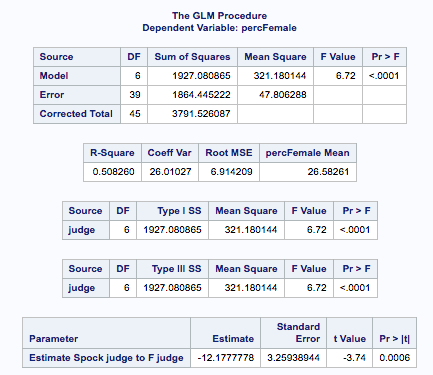 The GLM Procedure
Dependent Variable: percFemale
Source DF Sum of Squares Mean Square F Value Pr > F
Model 6 1927.080865 321.180144 6.72 <.0001
Error 39 1864.445222 47.806288
Corrected Total 45 3791.526087
R-Square Coeff Var Root MSE percFemale Mean
0.508260 26.01027 6.914209 26.58261
Source DF Type I SS Mean Square F Value Pr > F
judge 6 1927.080865 321.180144 6.72 <.0001
Source DF Type III SS Mean Square F Value Pr > F
judge 6 1927.080865 321.180144 6.72 <.0001
Parameter Estimate Standard Error t Value Pr > |t|
Estimate Spock judge to F judge -12.1777778 3.25938944 -3.74 0.0006